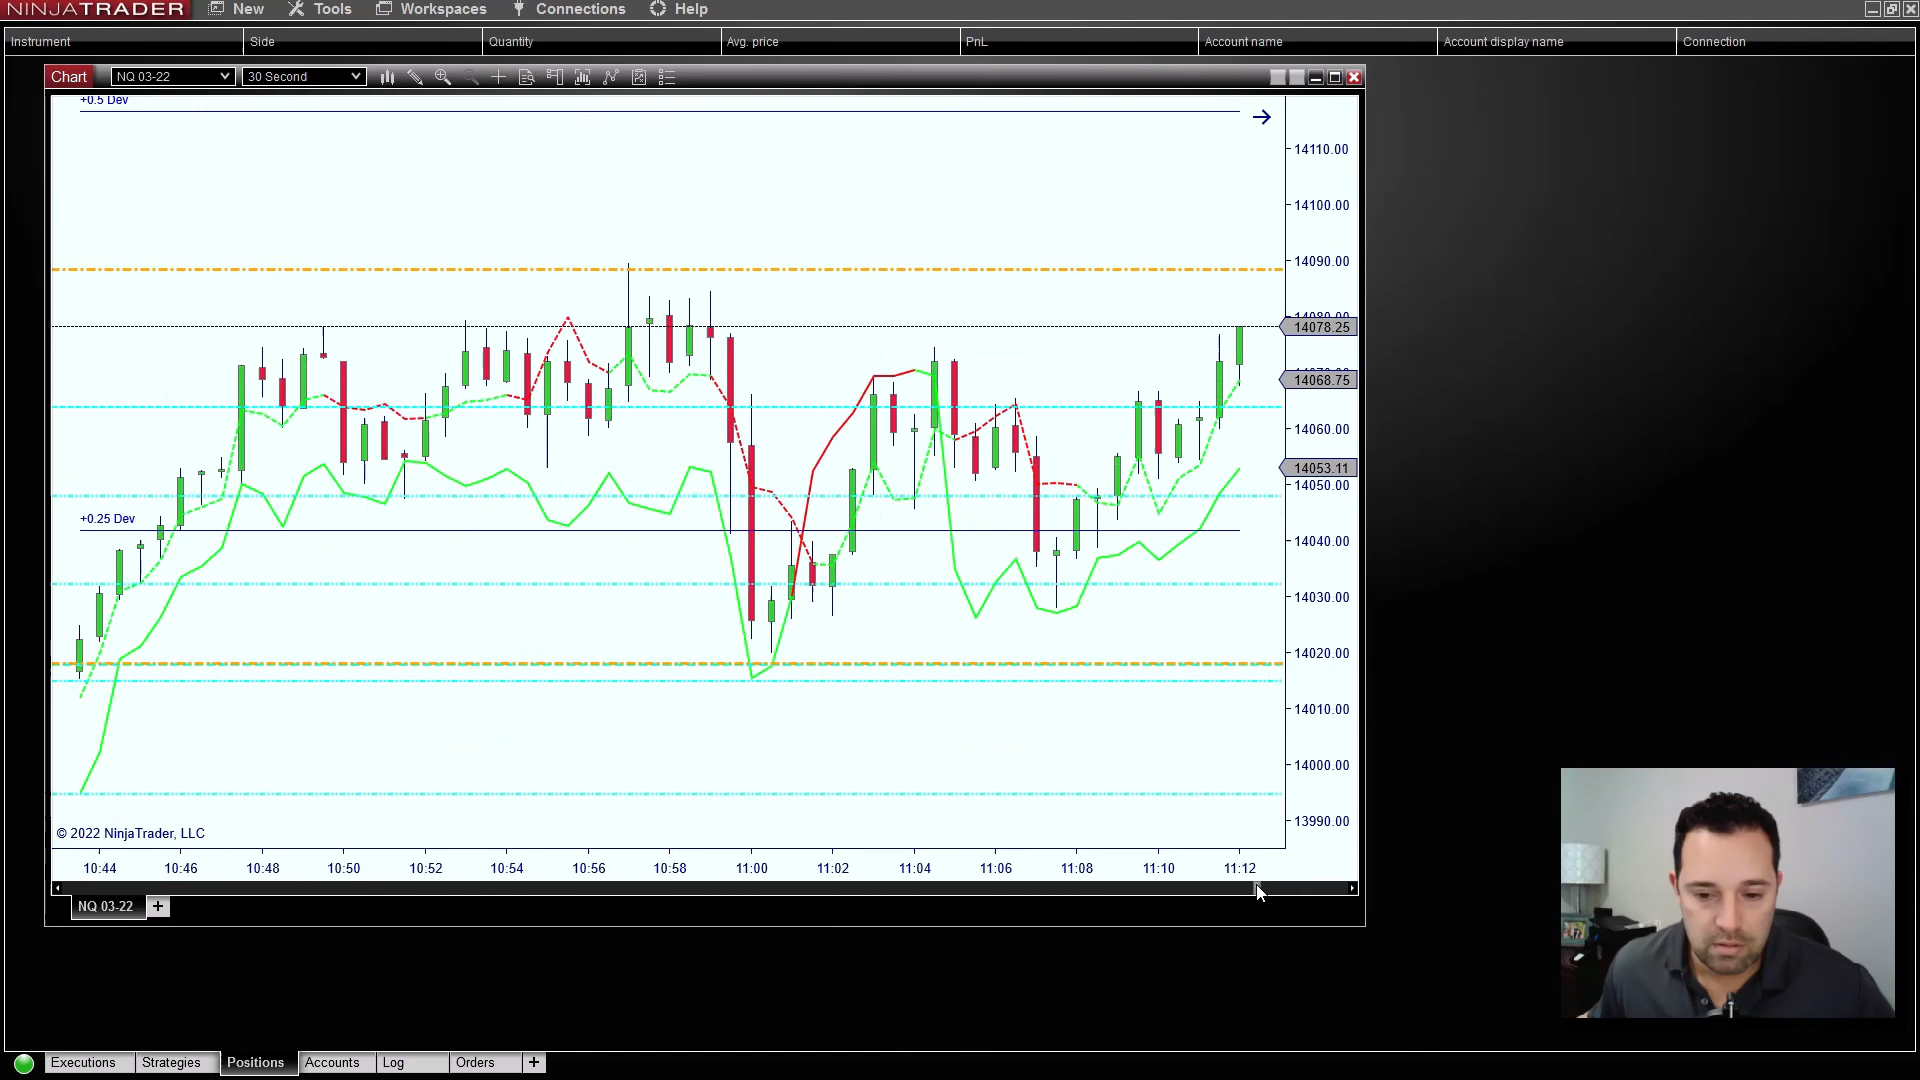 NINJATRADER New Tools Workspaces Connections Help
Instrument Side Quantity Avg. price PnL Account name Account display name Connection
Chart NQ 03-22 30 Second
+0.5 Dev
14110.00
14100.00
14090.00
14078.25
14068.75
14060.00
14053.11
14050.00
+0.25 Dev
14040.00
14030.00
14020.00
14010.00
14000.00
13990.00
© 2022 NinjaTrader, LLC
10:44 10:46 10:48 10:50 10:52 10:54 10:56 10:58 11:00 11:02 11:04 11:06 11:08 11:10 11:12
NQ 03-22 +
Executions Strategies Positions Accounts Log Orders +